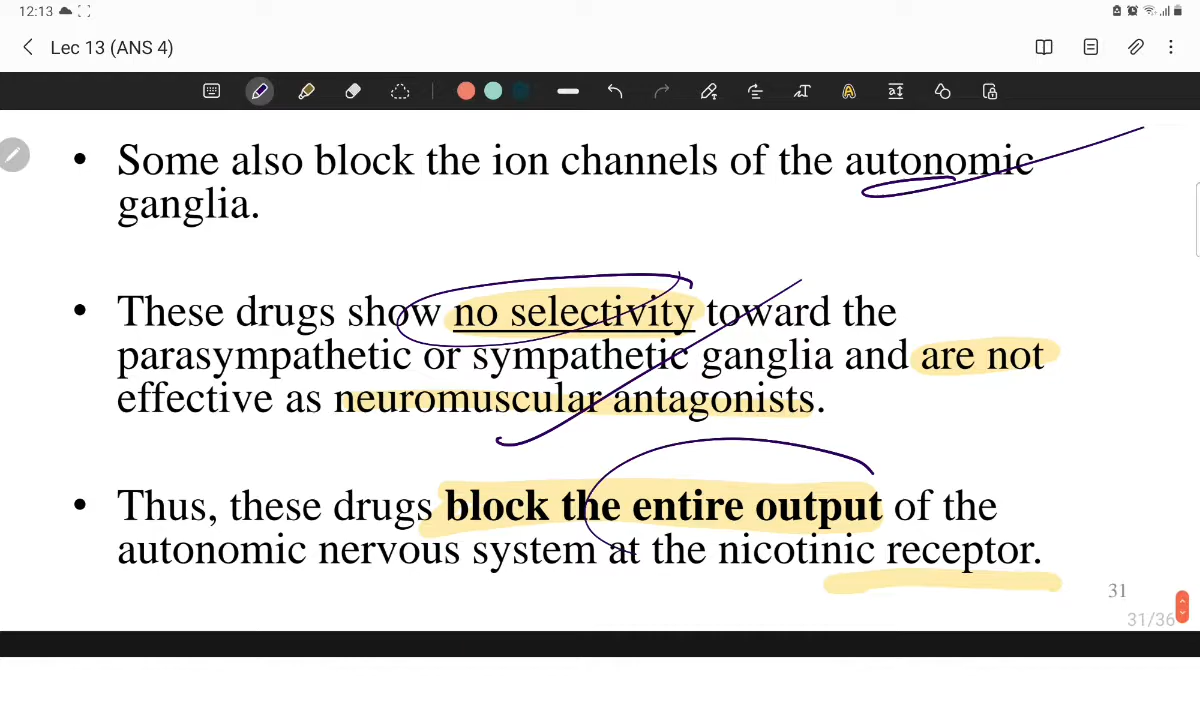 12:13
Lec 13 (ANS 4)
• Some also block the ion channels of the autonomic
ganglia.
• These drugs show no selectivity toward the
parasympathetic or sympathetic ganglia and are not
effective as neuromuscular antagonists.
• Thus, these drugs block the entire output of the
autonomic nervous system at the nicotinic receptor.
31
31/36